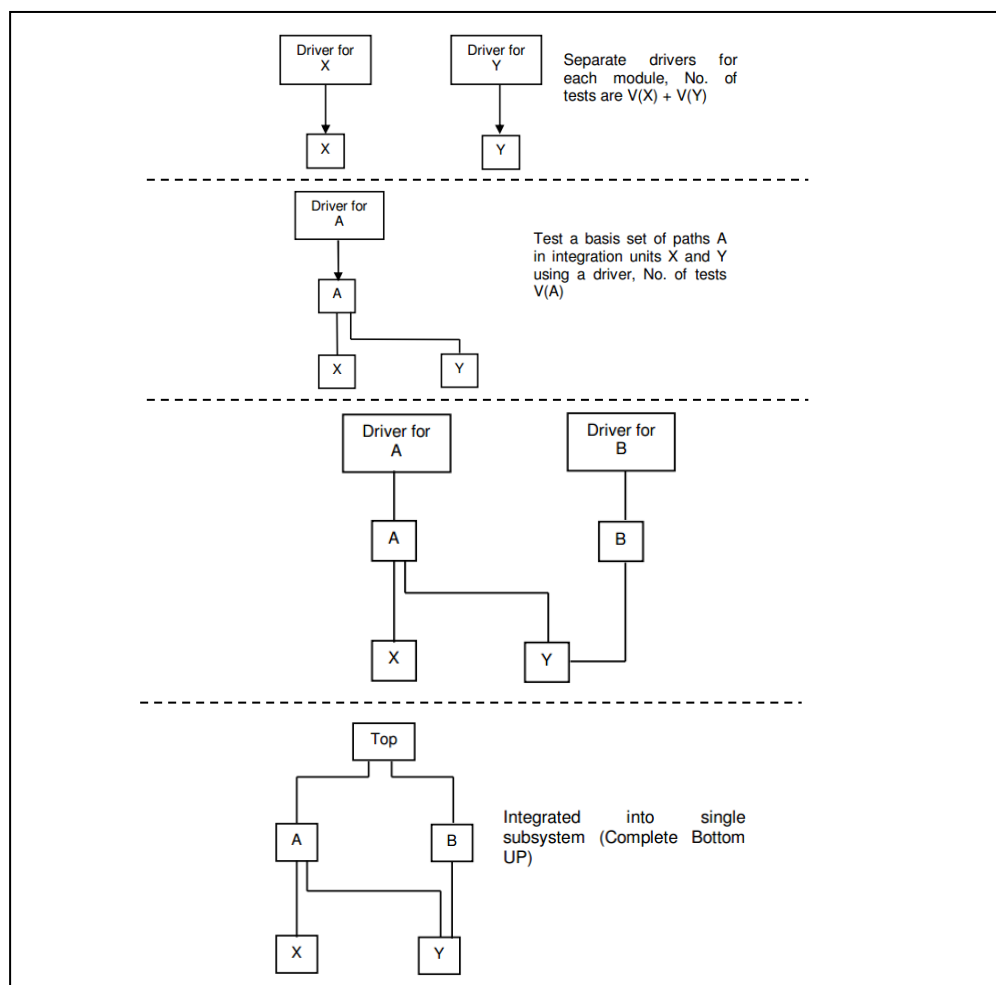 Driver for
X
Driver for
Y
Separate drivers for
each module, No. of
tests are V(X) + V(Y)
X
Y
Driver for
A
Test a basis set of paths A
in integration units X and Y
using a driver, No. of tests
V(A)
A
X
Y
Driver for
A
Driver for
B
A
B
X
Y
Top
A
B
Integrated into single
subsystem (Complete Bottom
UP)
X
Y